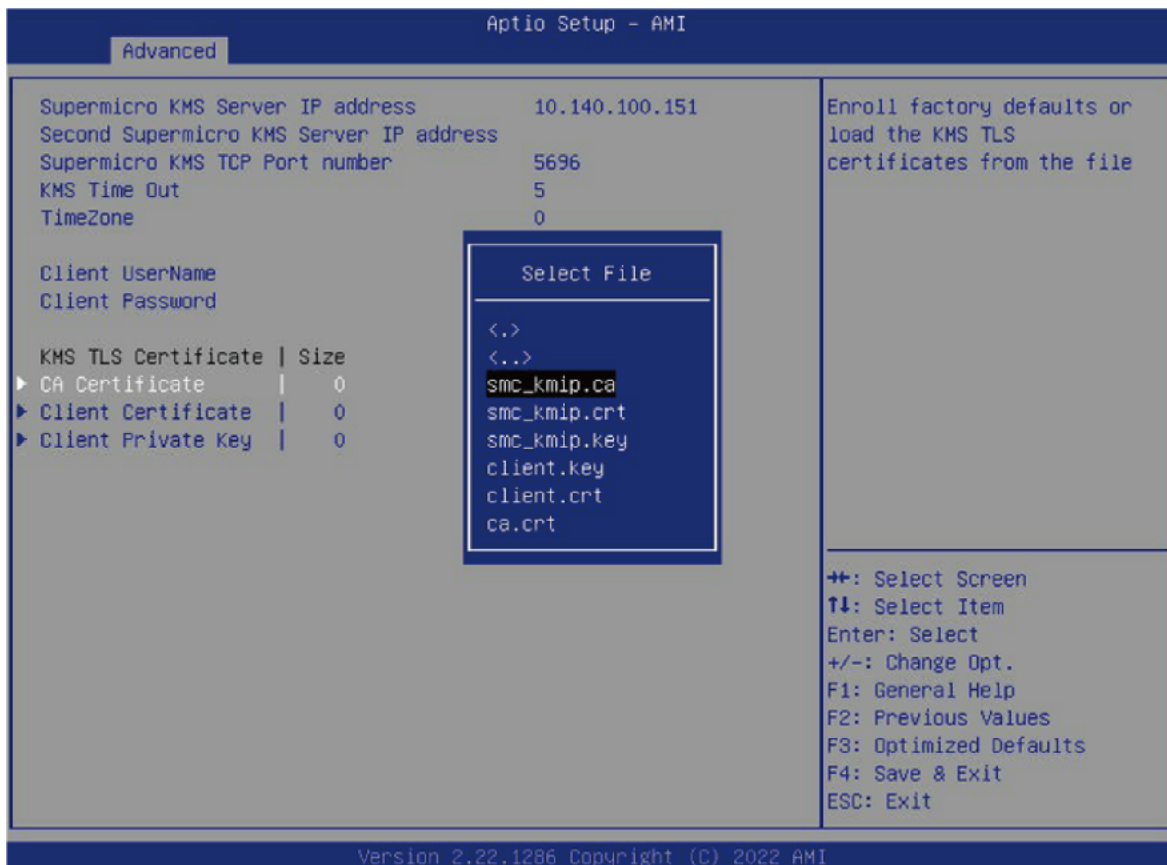 Aptio Setup - AMI
Advanced
Supermicro KMS Server IP address 10.140.100.151
Second Supermicro KMS Server IP address
Supermicro KMS TCP Port number 5696
KMS Time Out 5
TimeZone 0
Client UserName
Client Password
KMS TLS Certificate | Size
CA Certificate | 0
Client Certificate | 0
Client Private Key | 0
Select File
<.>
<..>
smc_kmip.ca
smc_kmip.crt
smc_kmip.key
client.key
client.crt
ca.crt
Enroll factory defaults or
load the KMS TLS
certificates from the file
→←: Select Screen
↑↓: Select Item
Enter: Select
+/-: Change Opt.
F1: General Help
F2: Previous Values
F3: Optimized Defaults
F4: Save & Exit
ESC: Exit
Version 2.22.1286 Copyright (C) 2022 AMI